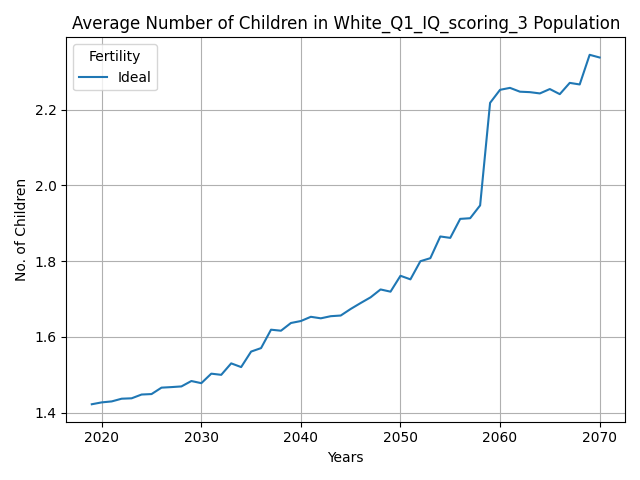 Average Number of Children in White_Q1_IQ_scoring_3 Population
Fertility
Ideal
No. of Children
2.2
2.0
1.8
1.6
1.4
2020 2030 2040 2050 2060 2070
Years